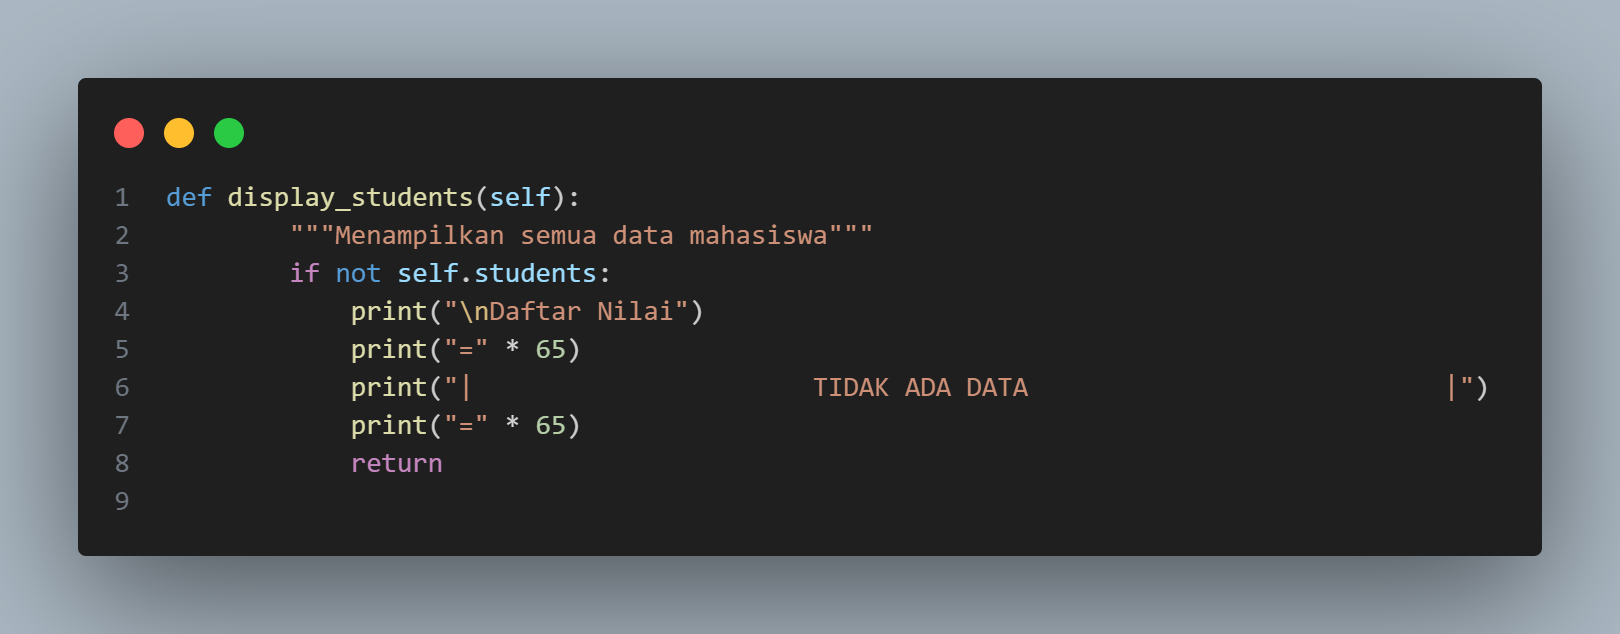 1 def display_students(self):
2         """Menampilkan semua data mahasiswa"""
3         if not self.students:
4             print("\nDaftar Nilai")
5             print("=" * 65)
6             print("|                      TIDAK ADA DATA                           |")
7             print("=" * 65)
8             return
9